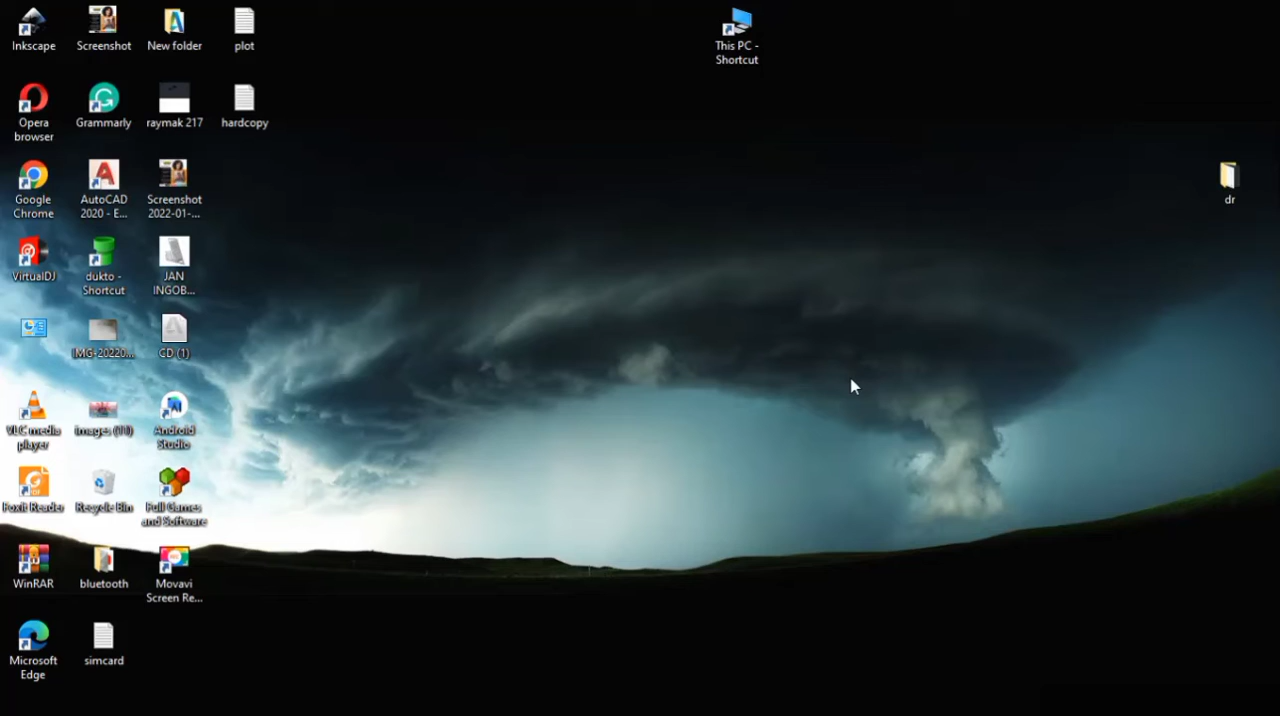 Inkscape
Screenshot
New folder
plot
This PC -
Shortcut
Opera
browser
Grammarly
raymak 217
hardcopy
Google
Chrome
AutoCAD
2020 - E...
Screenshot
2022-01-...
dr
VirtualDJ
dukto -
Shortcut
JAN
INGOB...
IMG-20220...
CD (1)
VLC media
player
images (11)
Android
Studio
Foxit Reader
Recycle Bin
Full Games
and Software
WinRAR
bluetooth
Movavi
Screen Re...
Microsoft
Edge
simcard